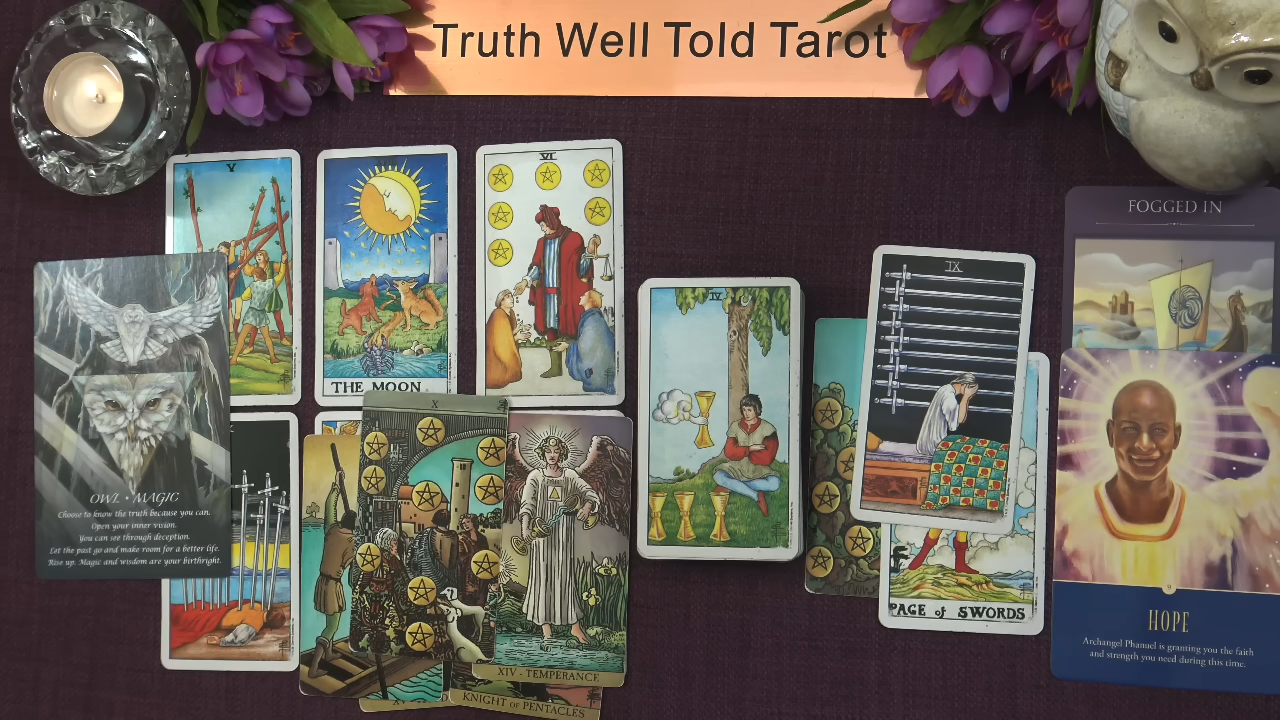 Truth Well Told Tarot
V
THE MOON
VI
IV
IX
FOGGED IN
OWL • MAGIC
Choose to know the truth because you can.
Open your inner vision.
You can see through deception.
Let the past go and make room for a better life.
Rise up. Magic and wisdom are your birthright.
X
XIV - TEMPERANCE
KNIGHT OF PENTACLES
PAGE of SWORDS
HOPE
Archangel Phanuel is granting you the faith
and strength you need during this time.